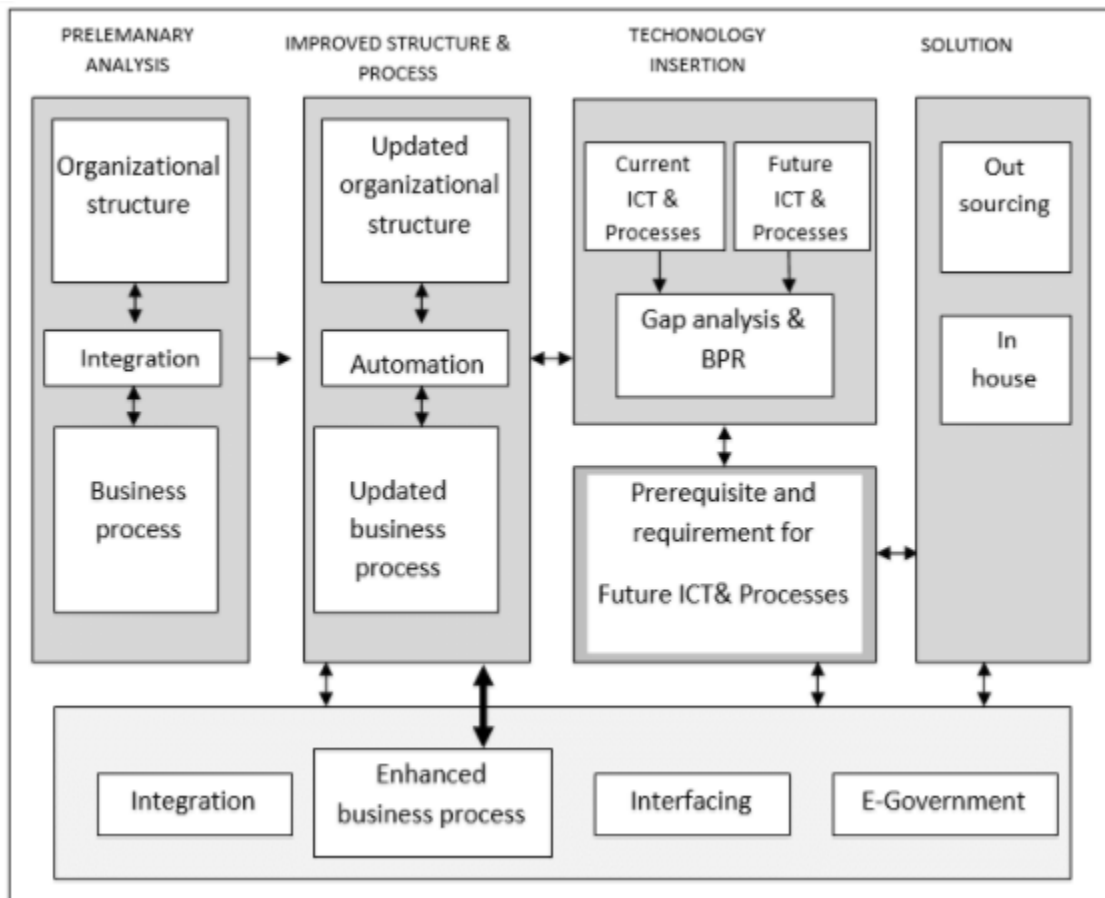 PRELEMANARY
ANALYSIS
IMPROVED STRUCTURE &
PROCESS
TECHONOLOGY
INSERTION
SOLUTION
Organizational
structure
Integration
Business
process
Updated
organizational
structure
Automation
Updated
business
process
Current
ICT &
Processes
Future
ICT &
Processes
Gap analysis &
BPR
Prerequisite and
requirement for
Future ICT& Processes
Out
sourcing
In
house
Integration
Enhanced
business process
Interfacing
E-Government